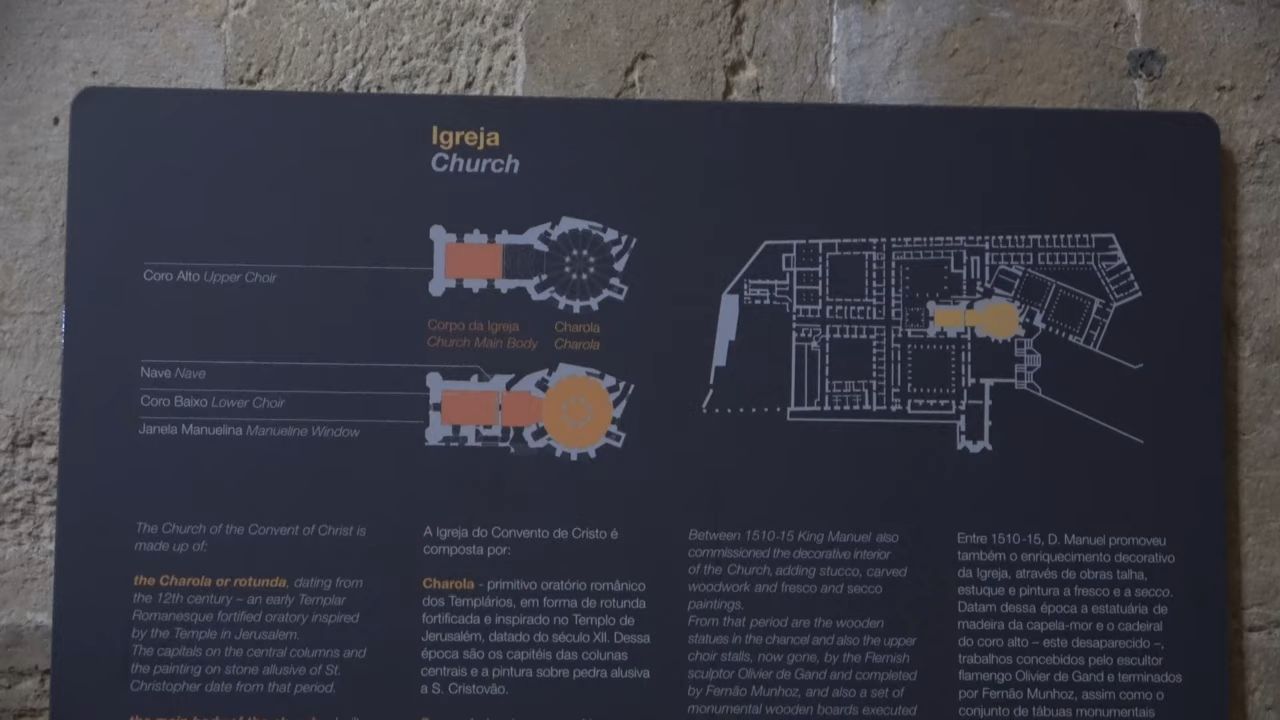 Igreja
Church
Coro Alto Upper Choir
Corpo da Igreja
Church Main Body
Charola
Charola
Nave Nave
Coro Baixo Lower Choir
Janela Manuelina Manueline Window
The Church of the Convent of Christ is
made up of:
the Charola or rotunda, dating from
the 12th century – an early Templar
Romanesque fortified oratory inspired
by the Temple in Jerusalem.
The capitals on the central columns and
the painting on stone allusive of St.
Christopher date from that period.
the main body of the church
A Igreja do Convento de Cristo é
composta por:
Charola - primitivo oratório românico
dos Templários, em forma de rotunda
fortificada e inspirado no Templo de
Jerusalém, datado do século XII. Dessa
época são os capitéis das colunas
centrais e a pintura sobre pedra alusiva
a S. Cristovão.
Between 1510-15 King Manuel also
commissioned the decorative interior
of the Church, adding stucco, carved
woodwork and fresco and secco
paintings.
From that period are the wooden
statues in the chancel and also the upper
choir stalls, now gone, by the Flemish
sculptor Olivier de Gand and completed
by Fernão Munhoz, and also a set of
monumental wooden boards executed
Entre 1510-15, D. Manuel promoveu
também o enriquecimento decorativo
da Igreja, através de obras talha,
estuque e pintura a fresco e a secco.
Datam dessa época a estatuária de
madeira da capela-mor e o cadeiral
do coro alto – este desaparecido –,
trabalhos concebidos pelo escultor
flamengo Olivier de Gand e terminados
por Fernão Munhoz, assim como o
conjunto de tábuas monumentais